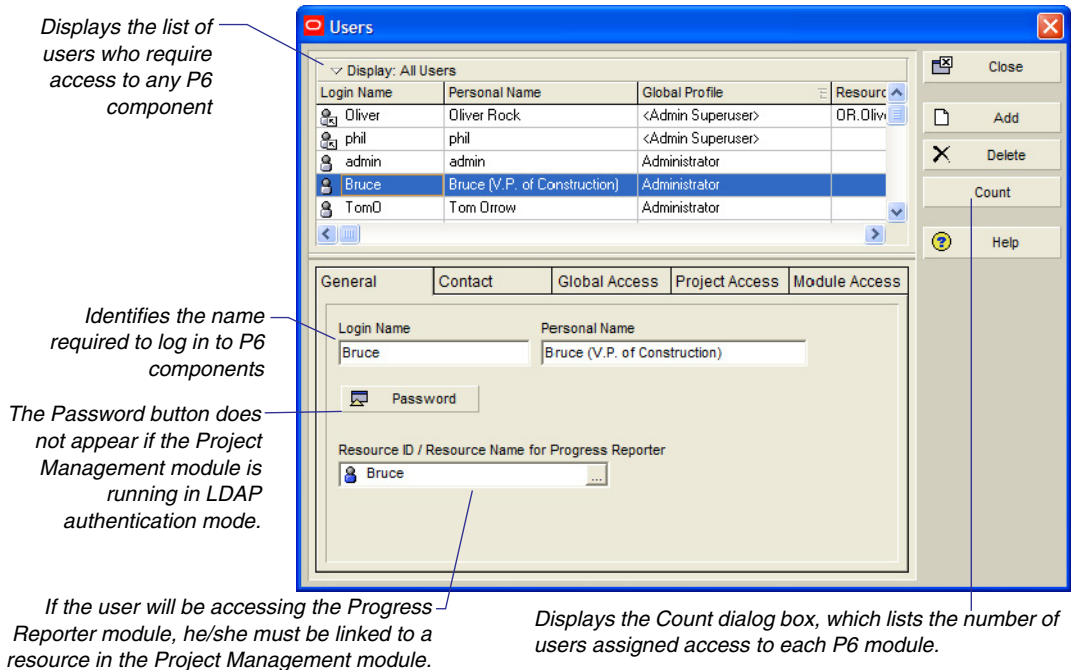 Displays the list of
users who require
access to any P6
component
Users
Display: All Users
Login Name Personal Name Global Profile Resourc
Oliver Oliver Rock <Admin Superuser> OR.Oliv
phil phil <Admin Superuser>
admin admin Administrator
Bruce Bruce (V.P. of Construction) Administrator
TomO Tom Orrow Administrator
Close
Add
Delete
Count
Help
General Contact Global Access Project Access Module Access
Identifies the name
required to log in to P6
components
Login Name Personal Name
Bruce Bruce (V.P. of Construction)
Password
The Password button does
not appear if the Project
Management module is
running in LDAP
authentication mode.
Resource ID / Resource Name for Progress Reporter
Bruce ...
If the user will be accessing the Progress
Reporter module, he/she must be linked to a
resource in the Project Management module.
Displays the Count dialog box, which lists the number of
users assigned access to each P6 module.